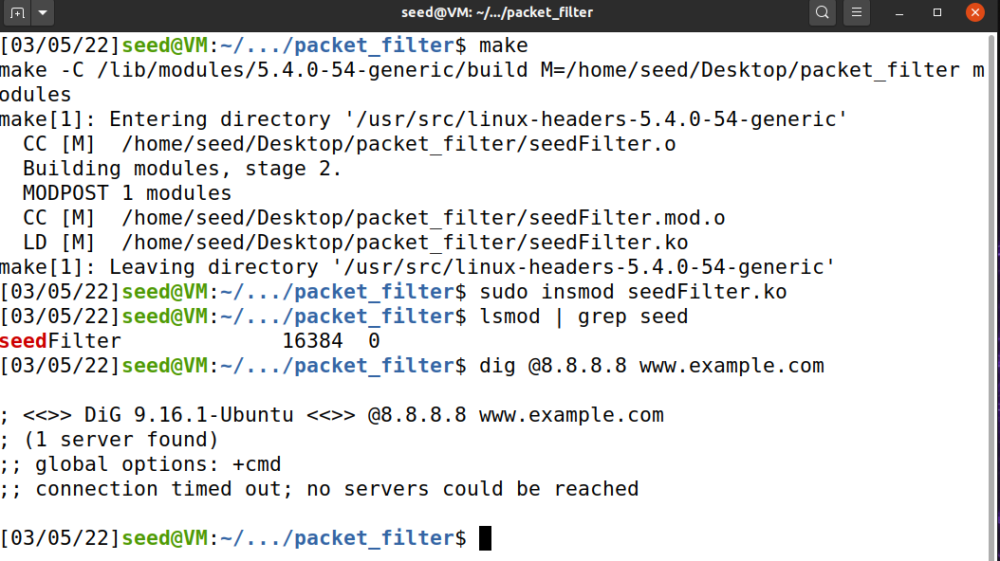 seed@VM: ~/.../packet_filter
[03/05/22]seed@VM:~/.../packet_filter$ make
make -C /lib/modules/5.4.0-54-generic/build M=/home/seed/Desktop/packet_filter m
odules
make[1]: Entering directory '/usr/src/linux-headers-5.4.0-54-generic'
  CC [M]  /home/seed/Desktop/packet_filter/seedFilter.o
  Building modules, stage 2.
  MODPOST 1 modules
  CC [M]  /home/seed/Desktop/packet_filter/seedFilter.mod.o
  LD [M]  /home/seed/Desktop/packet_filter/seedFilter.ko
make[1]: Leaving directory '/usr/src/linux-headers-5.4.0-54-generic'
[03/05/22]seed@VM:~/.../packet_filter$ sudo insmod seedFilter.ko
[03/05/22]seed@VM:~/.../packet_filter$ lsmod | grep seed
seedFilter             16384  0
[03/05/22]seed@VM:~/.../packet_filter$ dig @8.8.8.8 www.example.com
; <<>> DiG 9.16.1-Ubuntu <<>> @8.8.8.8 www.example.com
; (1 server found)
;; global options: +cmd
;; connection timed out; no servers could be reached
[03/05/22]seed@VM:~/.../packet_filter$